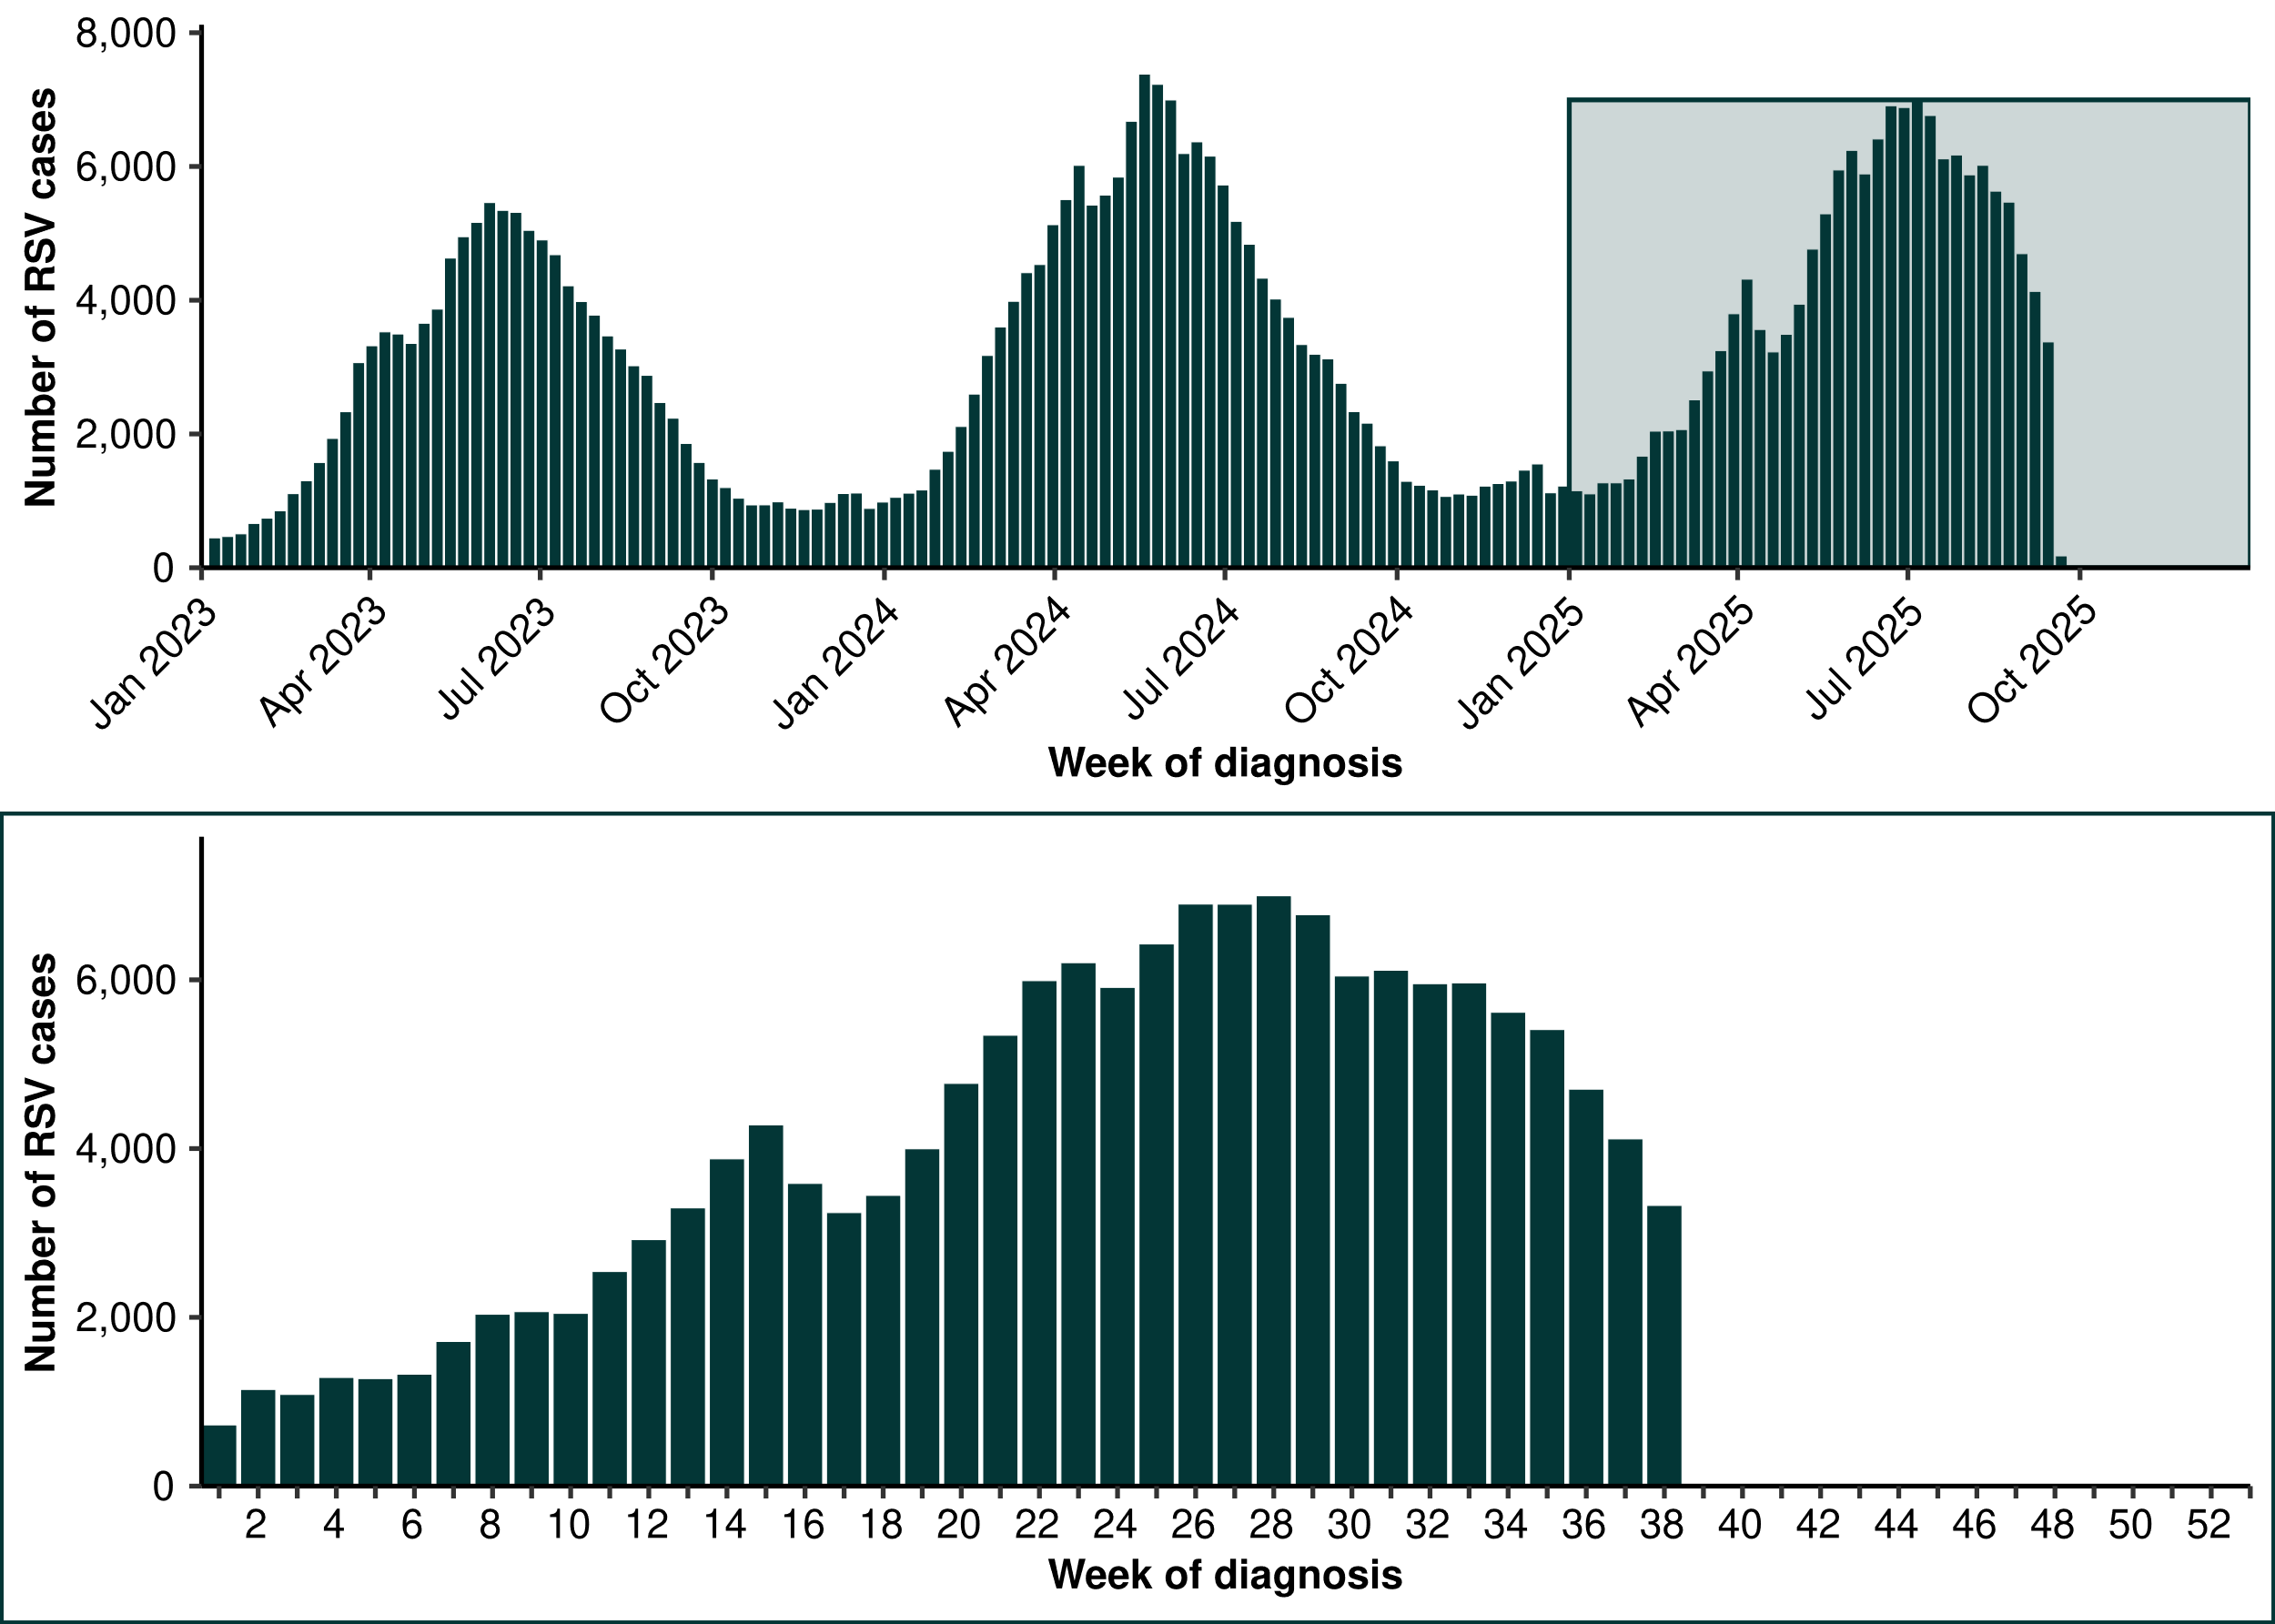 Number of RSV cases
8,000
6,000
4,000
2,000
0
Jan 2023
Apr 2023
Jul 2023
Oct 2023
Jan 2024
Apr 2024
Jul 2024
Oct 2024
Jan 2025
Apr 2025
Jul 2025
Oct 2025
Week of diagnosis
Number of RSV cases
6,000
4,000
2,000
0
2 4 6 8 10 12 14 16 18 20 22 24 26 28 30 32 34 36 38 40 42 44 46 48 50 52
Week of diagnosis